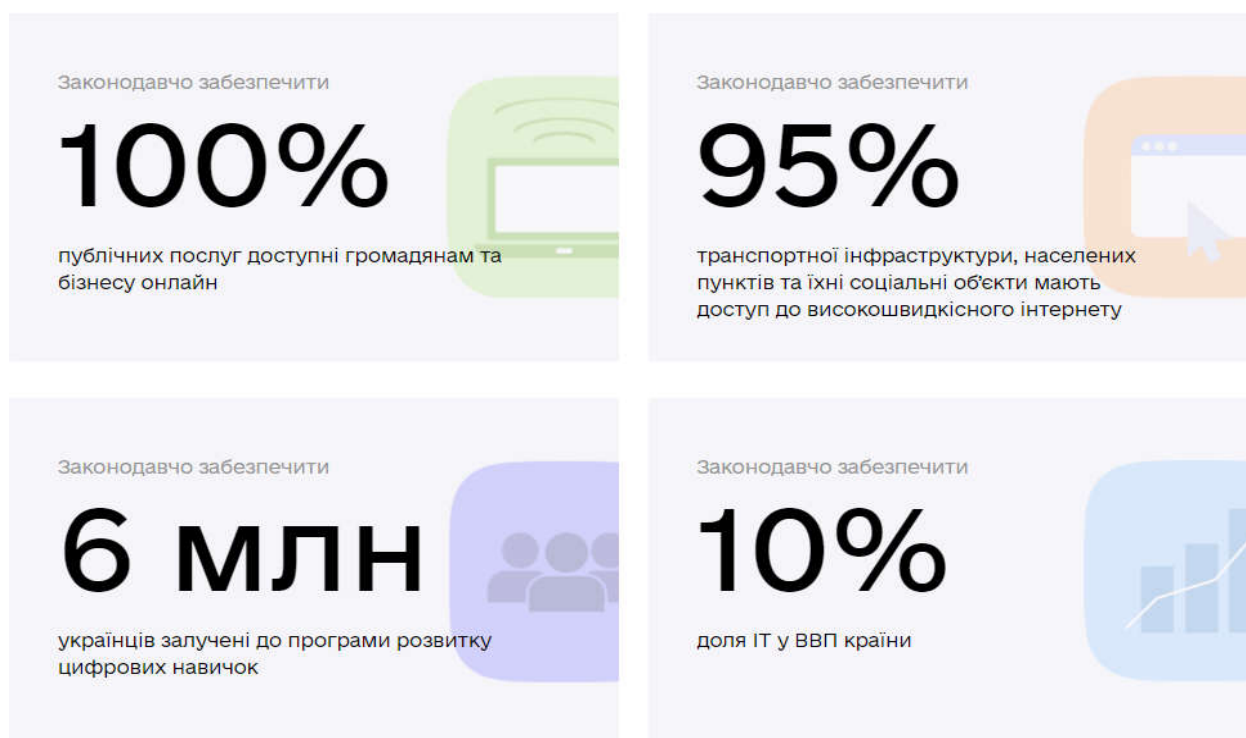 Законодавчо забезпечити
100%
публічних послуг доступні громадянам та
бізнесу онлайн
Законодавчо забезпечити
95%
транспортної інфраструктури, населених
пунктів та їхні соціальні об'єкти мають
доступ до високошвидкісного інтернету
Законодавчо забезпечити
6 млн
українців залучені до програми розвитку
цифрових навичок
Законодавчо забезпечити
10%
доля ІТ у ВВП країни